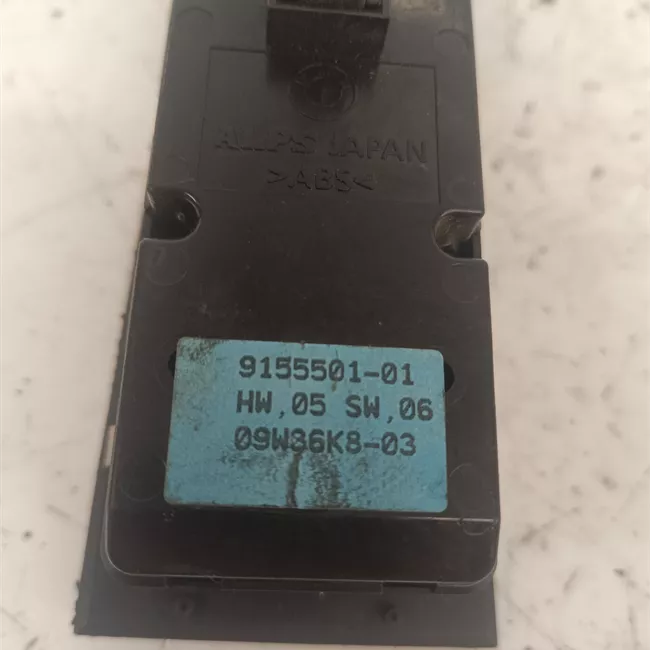 ALPS JAPAN
>ABS<
9155501-01
HW,05 SW,06
09W36K8-03